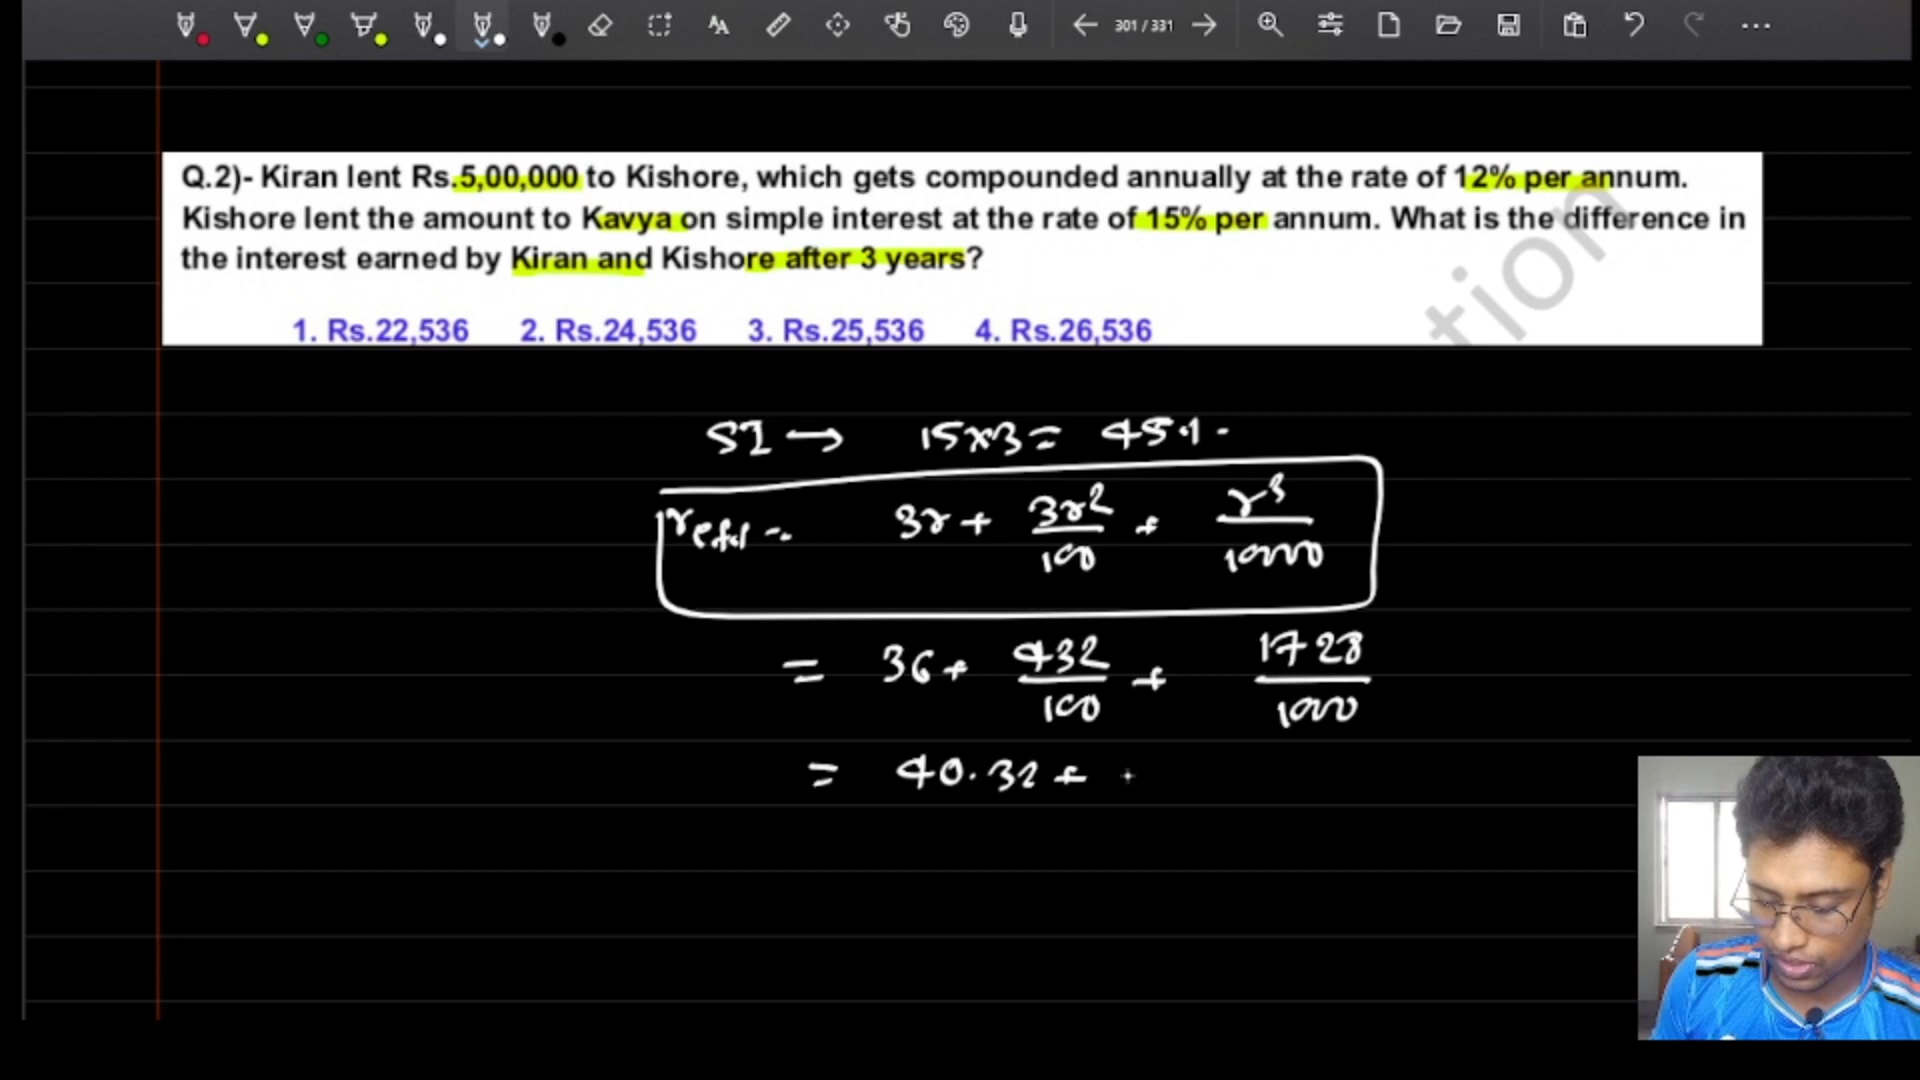 301 / 331
Q.2)- Kiran lent Rs.5,00,000 to Kishore, which gets compounded annually at the rate of 12% per annum.
Kishore lent the amount to Kavya on simple interest at the rate of 15% per annum. What is the difference in
the interest earned by Kiran and Kishore after 3 years?
1. Rs.22,536 2. Rs.24,536 3. Rs.25,536 4. Rs.26,536
tion
SI → 15×3 = 45%
reff = 3r + 3r²/100 + r³/10000
= 36 + 432/100 + 1728/1000
= 40.32 + .